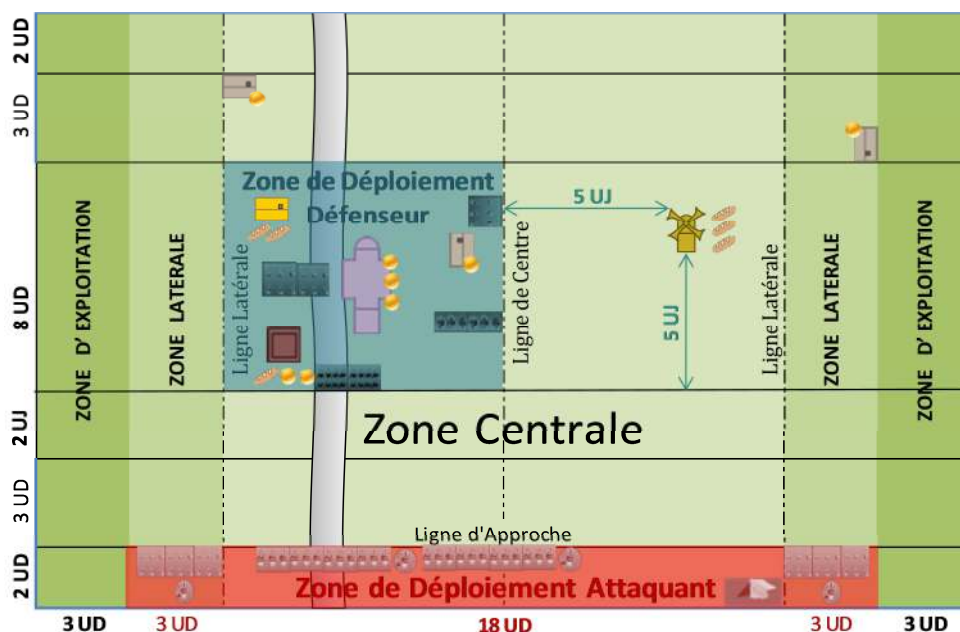 2 UD
3 UD
8 UD
2 UJ
3 UD
2 UD
ZONE D' EXPLOITATION
ZONE LATERALE
Ligne Latérale
Zone de Déploiement
Défenseur
Ligne de Centre
5 UJ
5 UJ
Ligne Latérale
ZONE LATERALE
ZONE D' EXPLOITATION
Zone Centrale
Ligne d'Approche
Zone de Déploiement Attaquant
3 UD
3 UD
18 UD
3 UD
3 UD